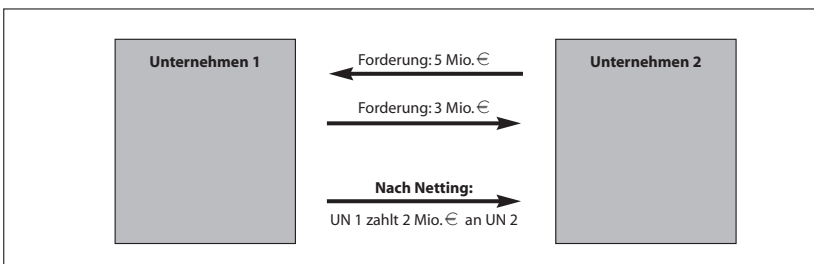 Unternehmen 1
Forderung: 5 Mio. €
Unternehmen 2
Forderung: 3 Mio. €
Nach Netting:
UN 1 zahlt 2 Mio. € an UN 2